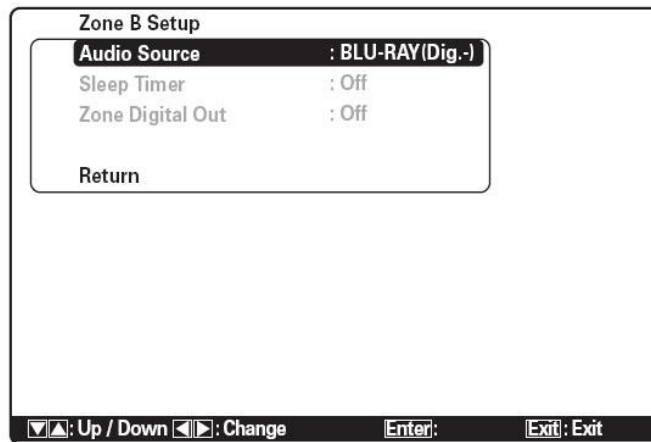 Zone B Setup
Audio Source : BLU-RAY(Dig.-)
Sleep Timer : Off
Zone Digital Out : Off
Return
▼▲: Up / Down ◀▶: Change Enter: Exit: Exit